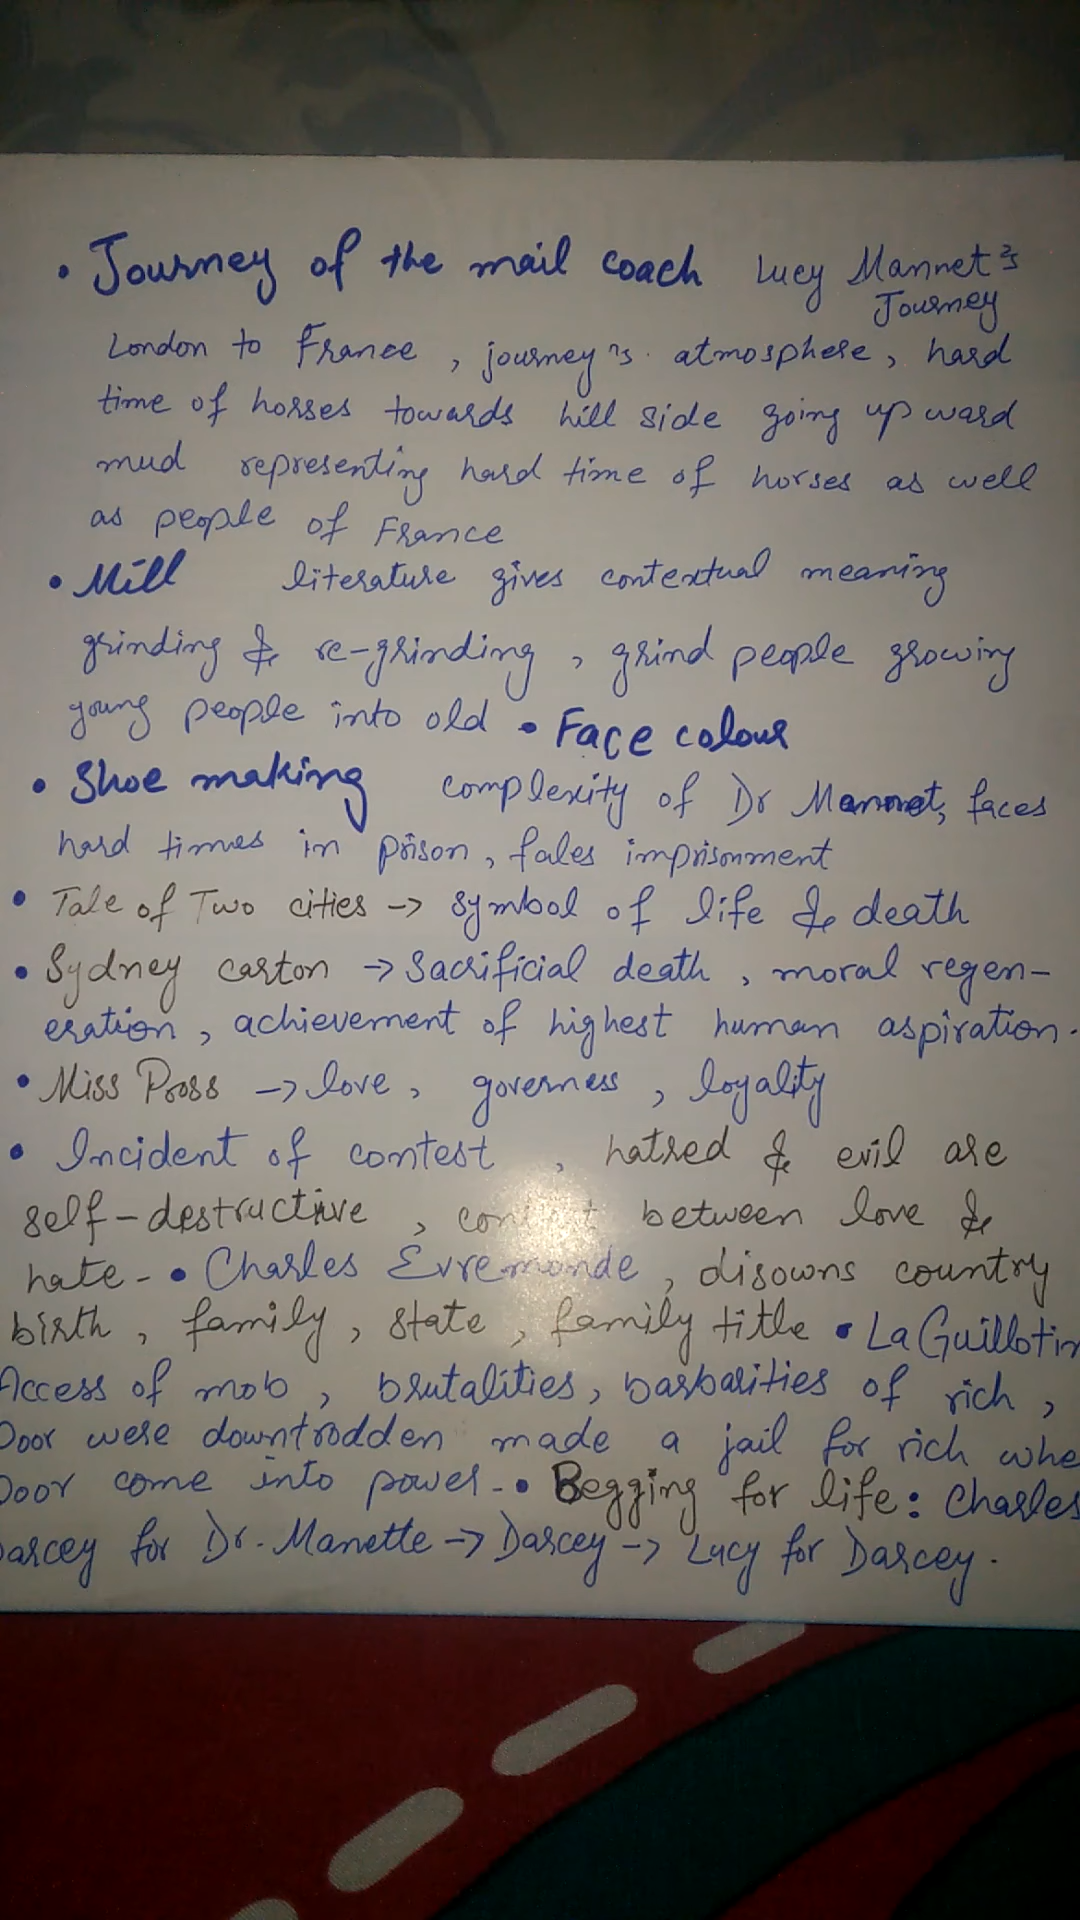 • Journey of the mail coach Lucy Mannet's
Journey
London to France, journey's. atmosphere, hard
time of horses towards hill side going up ward
mud representing hard time of horses as well
as people of France
• Mill literature gives contextual meaning
grinding & re-grinding, grind people growing
young people into old • Face colour
• Shoe making complexity of Dr Mannet, faces
hard times in prison, fales imprisonment
• Tale of Two cities -> symbol of life & death
• Sydney carton -> Sacrificial death, moral regen-
eration, achievement of highest human aspiration.
• Miss Pross -> love, governess, loyality
• Incident of contest, hatred & evil are
self-destructive, between love &
hate-. • Charles Evremonde, disowns country
birth, family, state, family title • La Guillotin
Access of mob, brutalities, barbarities of rich,
Poor were downtrodden made a jail for rich whe
Poor come into power-. • Begging for life: Charles
Darcey for Dr. Manette -> Darcey -> Lucy for Darcey.